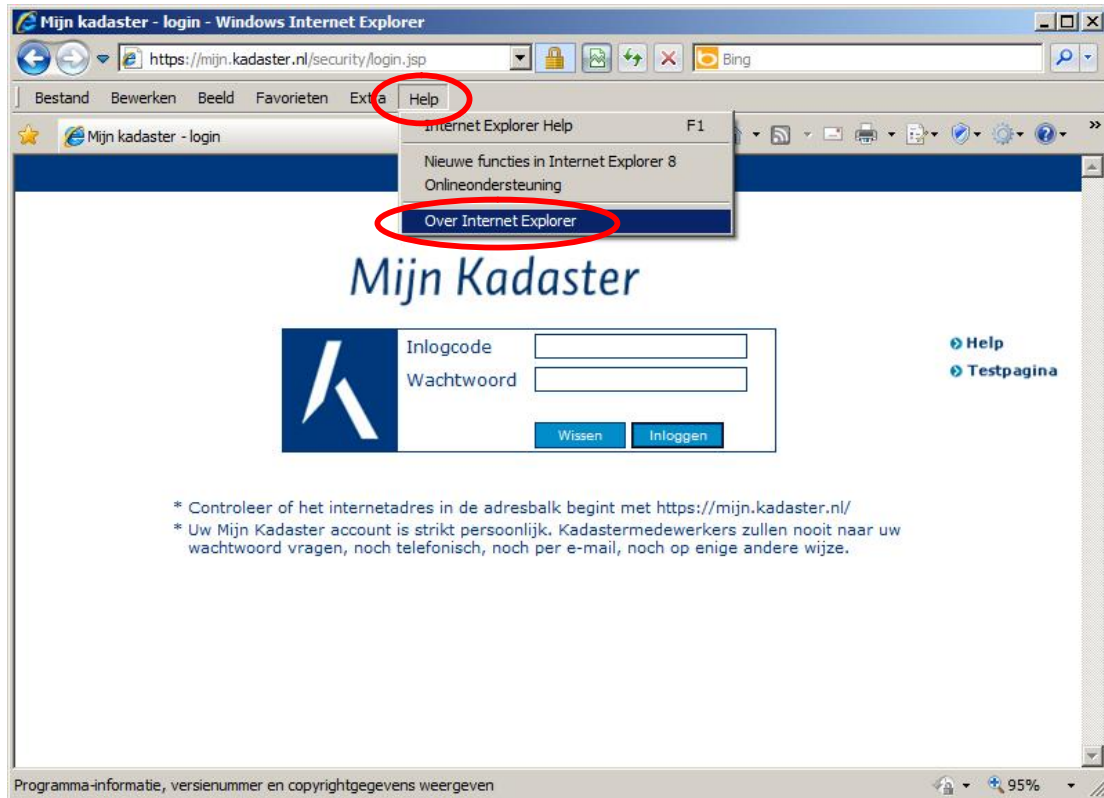 Mijn kadaster - login - Windows Internet Explorer
https://mijn.kadaster.nl/security/login.jsp
Bing
Bestand Bewerken Beeld Favorieten Extra Help
Mijn kadaster - login
Internet Explorer Help F1
Nieuwe functies in Internet Explorer 8
Onlineondersteuning
Over Internet Explorer
Mijn Kadaster
Inlogcode
Wachtwoord
Wissen Inloggen
Help
Testpagina
* Controleer of het internetadres in de adresbalk begint met https://mijn.kadaster.nl/
* Uw Mijn Kadaster account is strikt persoonlijk. Kadastermedewerkers zullen nooit naar uw
wachtwoord vragen, noch telefonisch, noch per e-mail, noch op enige andere wijze.
Programma-informatie, versienummer en copyrightgegevens weergeven
95%